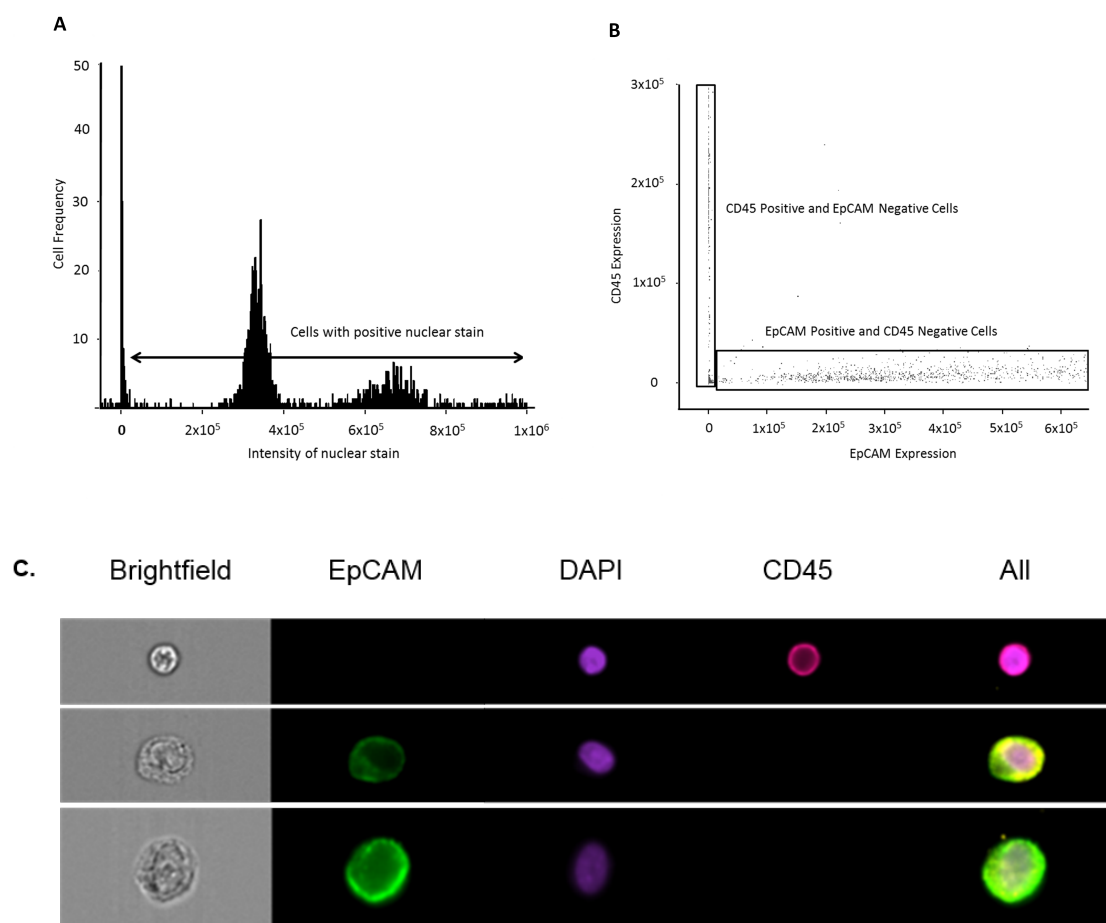 A
50
40
30
20
10
Cell Frequency
Cells with positive nuclear stain
0
2x10⁵
4x10⁵
6x10⁵
8x10⁵
1x10⁶
Intensity of nuclear stain
B
3x10⁵
2x10⁵
1x10⁵
0
CD45 Expression
CD45 Positive and EpCAM Negative Cells
EpCAM Positive and CD45 Negative Cells
0
1x10⁵
2x10⁵
3x10⁵
4x10⁵
5x10⁵
6x10⁵
EpCAM Expression
C.
Brightfield
EpCAM
DAPI
CD45
All